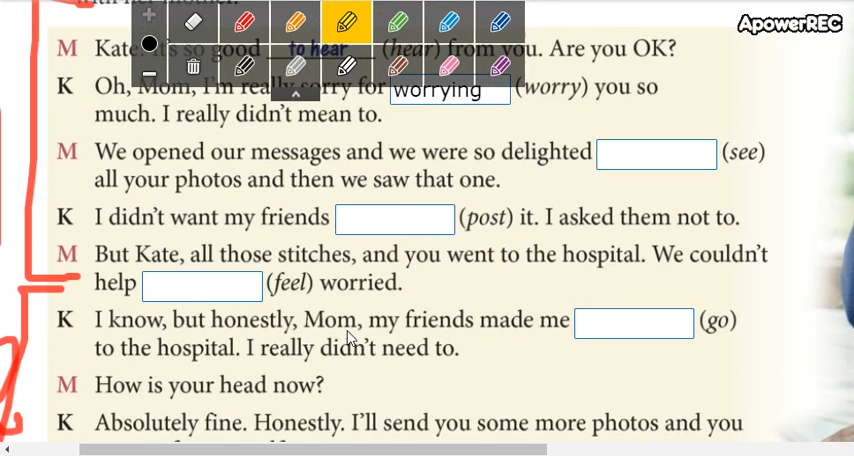 with her mother.
ApowerREC
M Kate. It's so good to hear (hear) from you. Are you OK?
K Oh, Mom, I'm really sorry for worrying (worry) you so
much. I really didn't mean to.
M We opened our messages and we were so delighted (see)
all your photos and then we saw that one.
K I didn't want my friends (post) it. I asked them not to.
M But Kate, all those stitches, and you went to the hospital. We couldn't
help (feel) worried.
K I know, but honestly, Mom, my friends made me (go)
to the hospital. I really didn't need to.
M How is your head now?
K Absolutely fine. Honestly. I'll send you some more photos and you